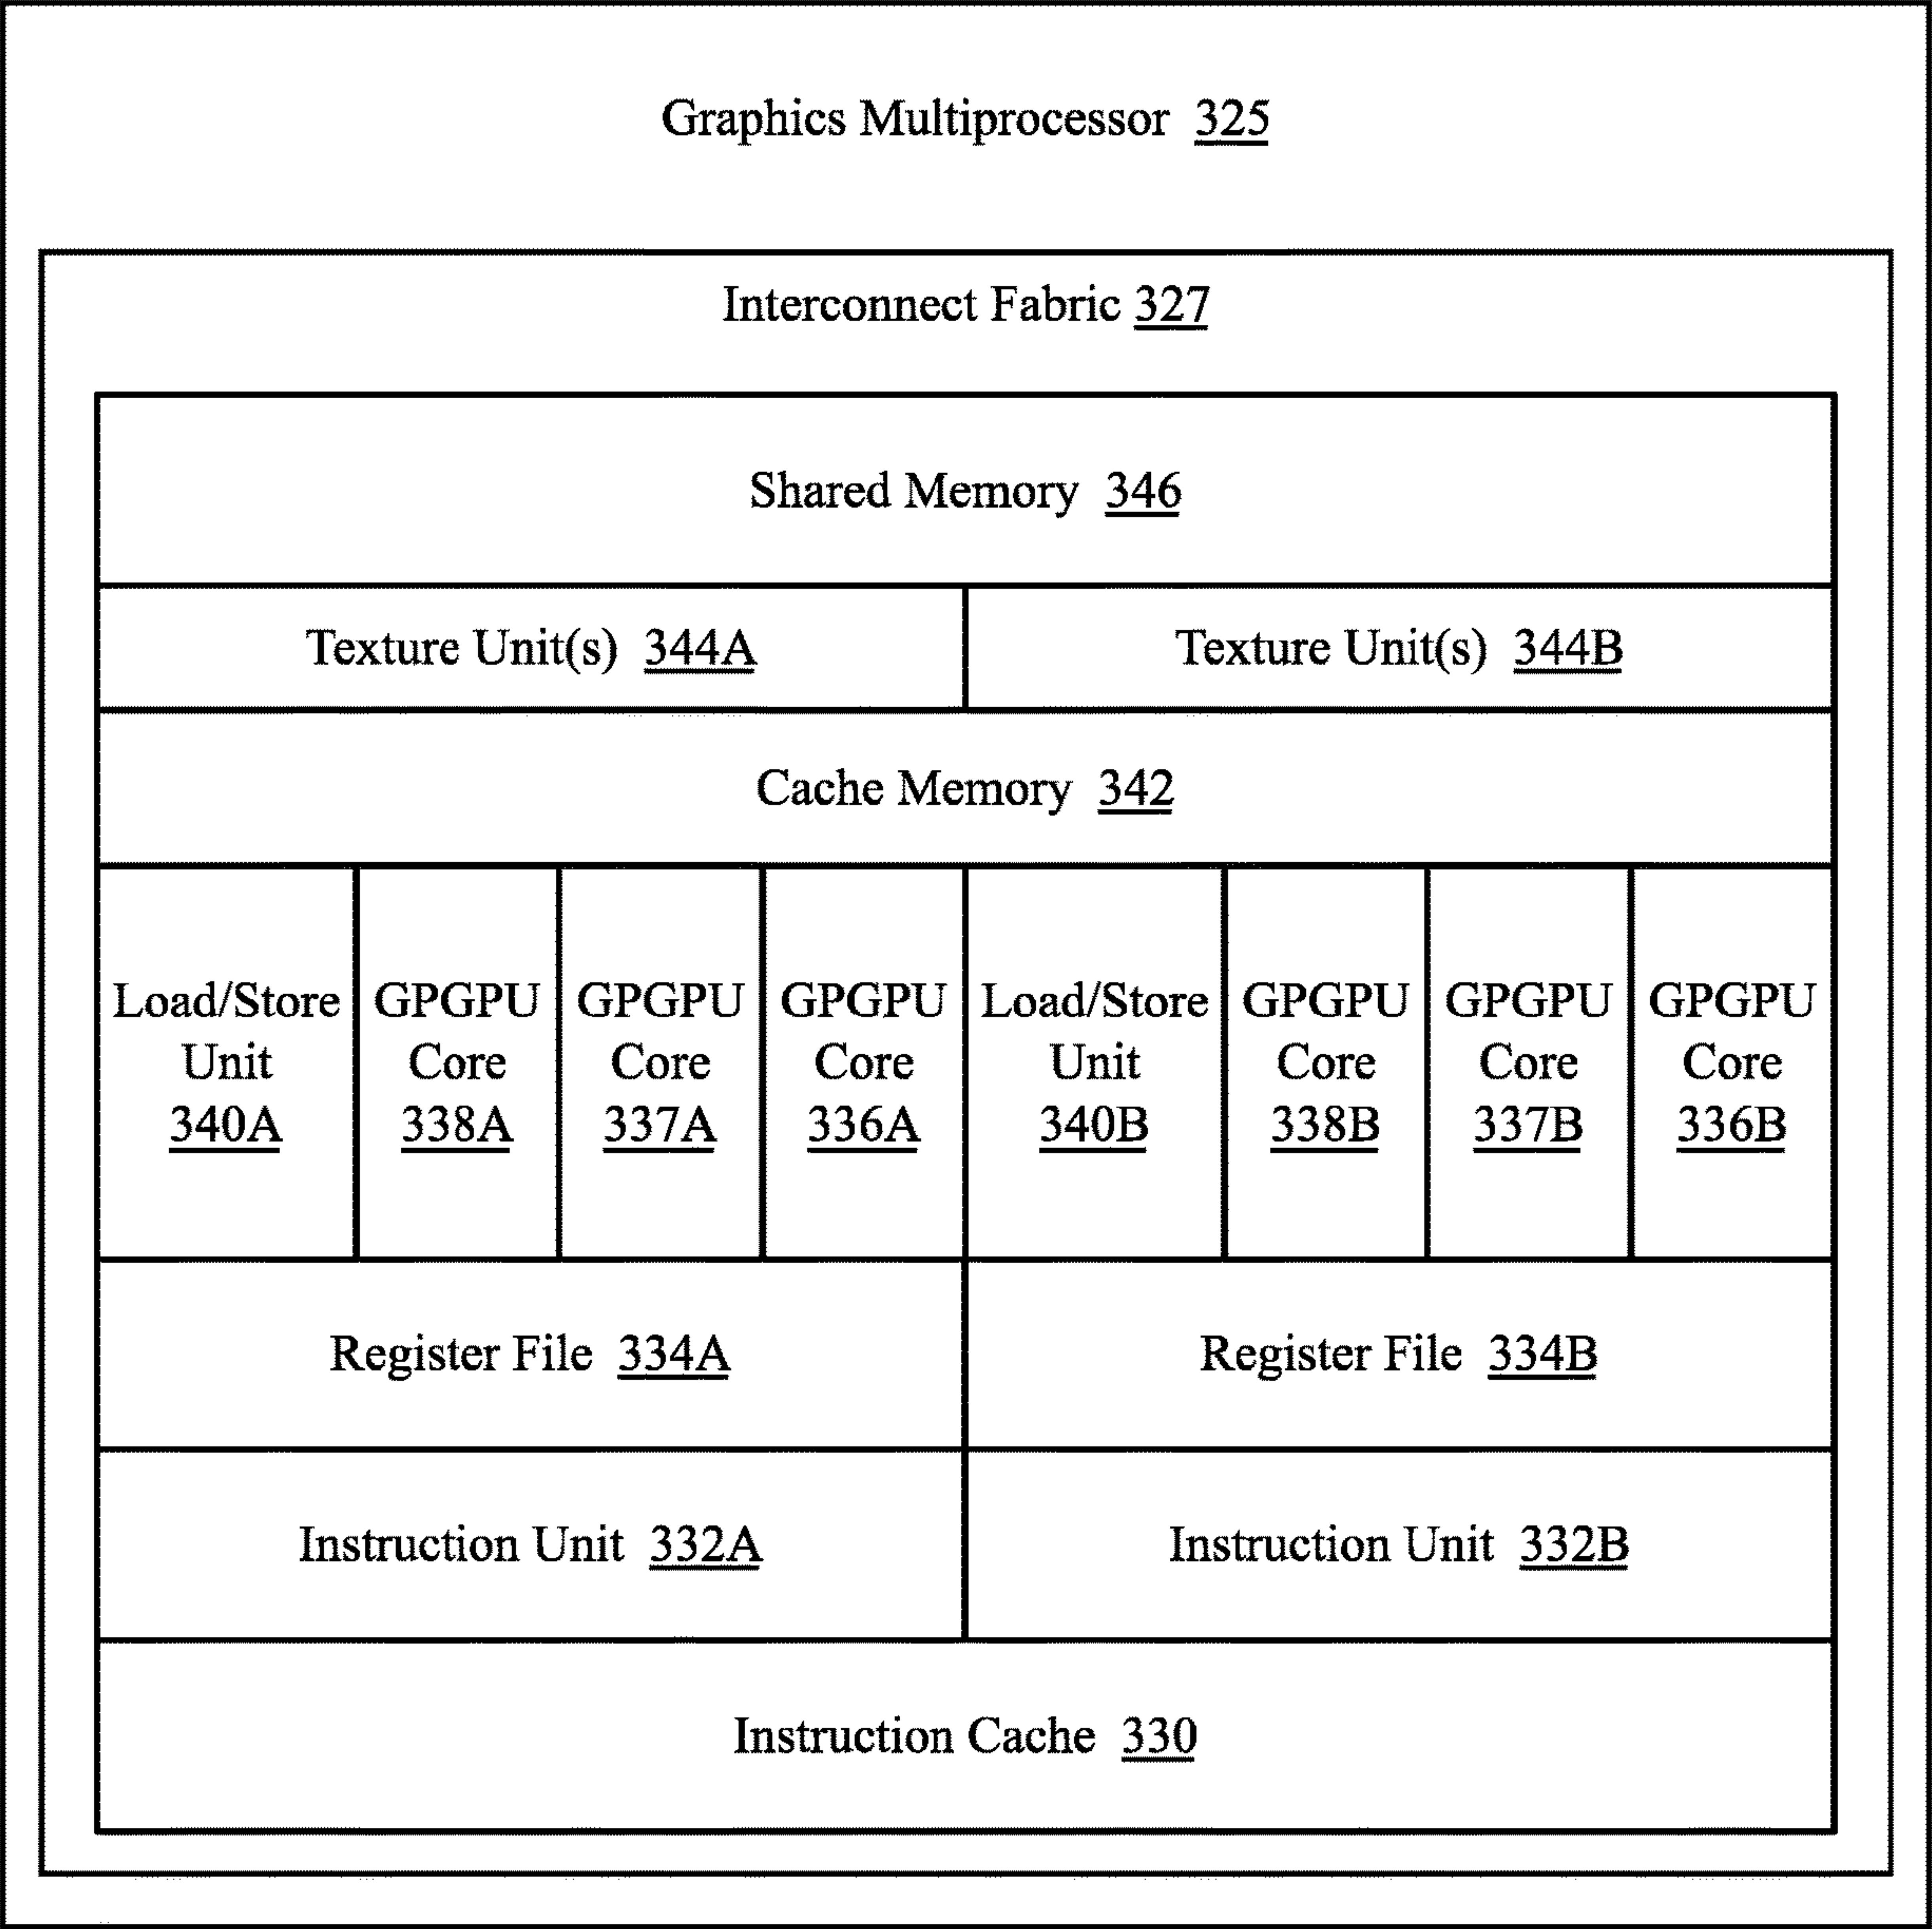 Graphics Multiprocessor 325
Interconnect Fabric 327
Shared Memory 346
Texture Unit(s) 344A
Texture Unit(s) 344B
Cache Memory 342
Load/Store
Unit
340A
GPGPU
Core
338A
GPGPU
Core
337A
GPGPU
Core
336A
Load/Store
Unit
340B
GPGPU
Core
338B
GPGPU
Core
337B
GPGPU
Core
336B
Register File 334A
Register File 334B
Instruction Unit 332A
Instruction Unit 332B
Instruction Cache 330